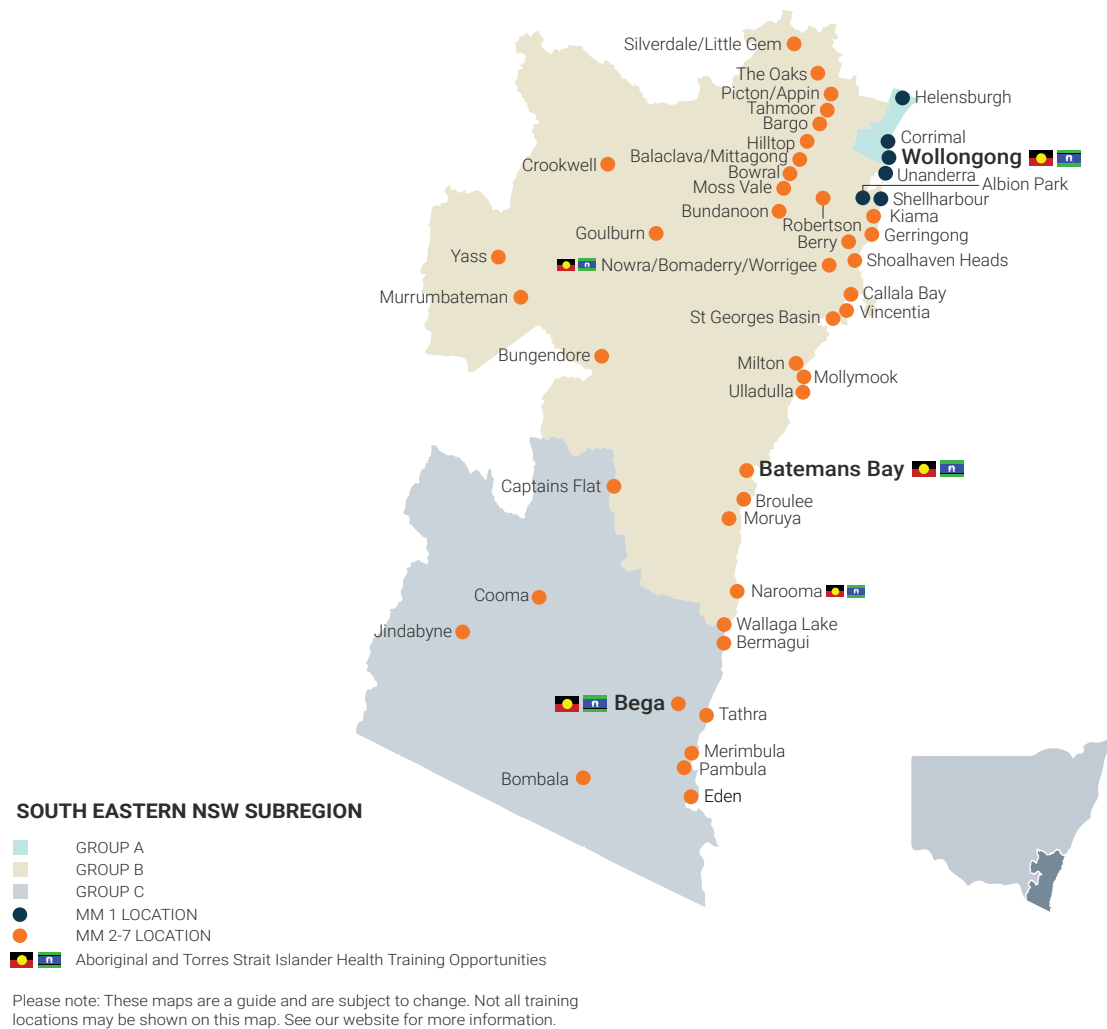 Silverdale/Little Gem
The Oaks
Picton/Appin
Helensburgh
Tahmoor
Bargo
Hilltop
Corrimal
Balaclava/Mittagong
Wollongong
Crookwell
Bowral
Unanderra
Moss Vale
Albion Park
Shellharbour
Bundanoon
Kiama
Robertson
Goulburn
Gerringong
Berry
Yass
Shoalhaven Heads
Nowra/Bomaderry/Worrigee
Murrumbateman
Callala Bay
Vincentia
St Georges Basin
Bungendore
Milton
Mollymook
Ulladulla
Batemans Bay
Captains Flat
Broulee
Moruya
Narooma
Cooma
Wallaga Lake
Jindabyne
Bermagui
Bega
Tathra
Merimbula
Pambula
Bombala
Eden
SOUTH EASTERN NSW SUBREGION
GROUP A
GROUP B
GROUP C
MM 1 LOCATION
MM 2-7 LOCATION
Aboriginal and Torres Strait Islander Health Training Opportunities
Please note: These maps are a guide and are subject to change. Not all training
locations may be shown on this map. See our website for more information.